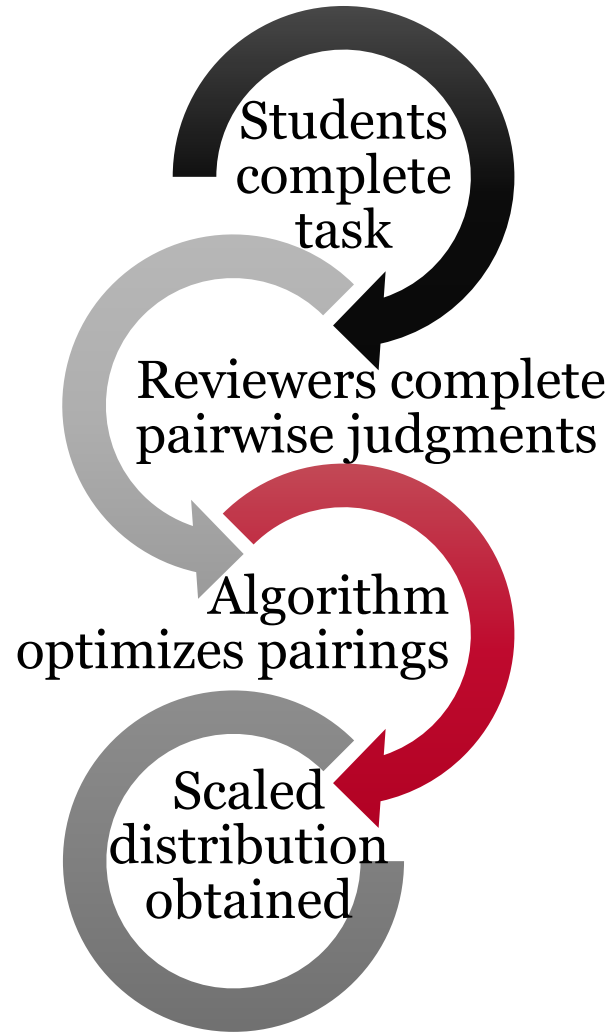 Students
complete
task
Reviewers complete
pairwise judgments
Algorithm
optimizes pairings
Scaled
distribution
obtained